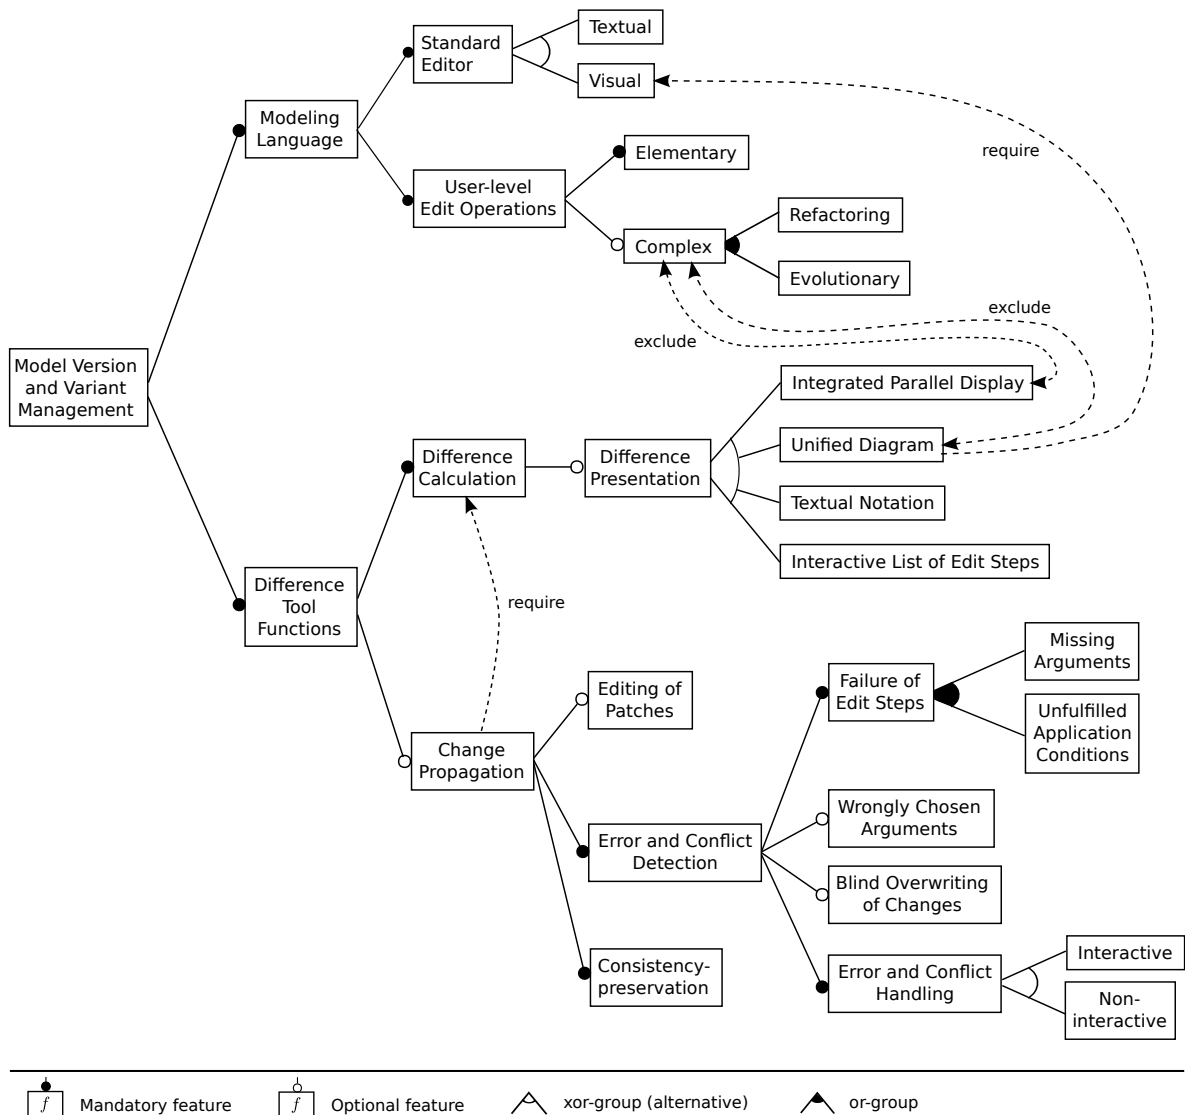 Standard
Editor
Textual
Visual
Modeling
Language
require
Elementary
User-level
Edit Operations
Refactoring
Complex
Evolutionary
exclude
exclude
Model Version
and Variant
Management
Integrated Parallel Display
Difference
Calculation
Difference
Presentation
Unified Diagram
Textual Notation
Interactive List of Edit Steps
Difference
Tool
Functions
require
Missing
Arguments
Editing of
Patches
Failure of
Edit Steps
Unfulfilled
Application
Conditions
Change
Propagation
Wrongly Chosen
Arguments
Error and Conflict
Detection
Blind Overwriting
of Changes
Consistency-
preservation
Error and Conflict
Handling
Interactive
Non-
interactive
f Mandatory feature
f Optional feature
xor-group (alternative)
or-group